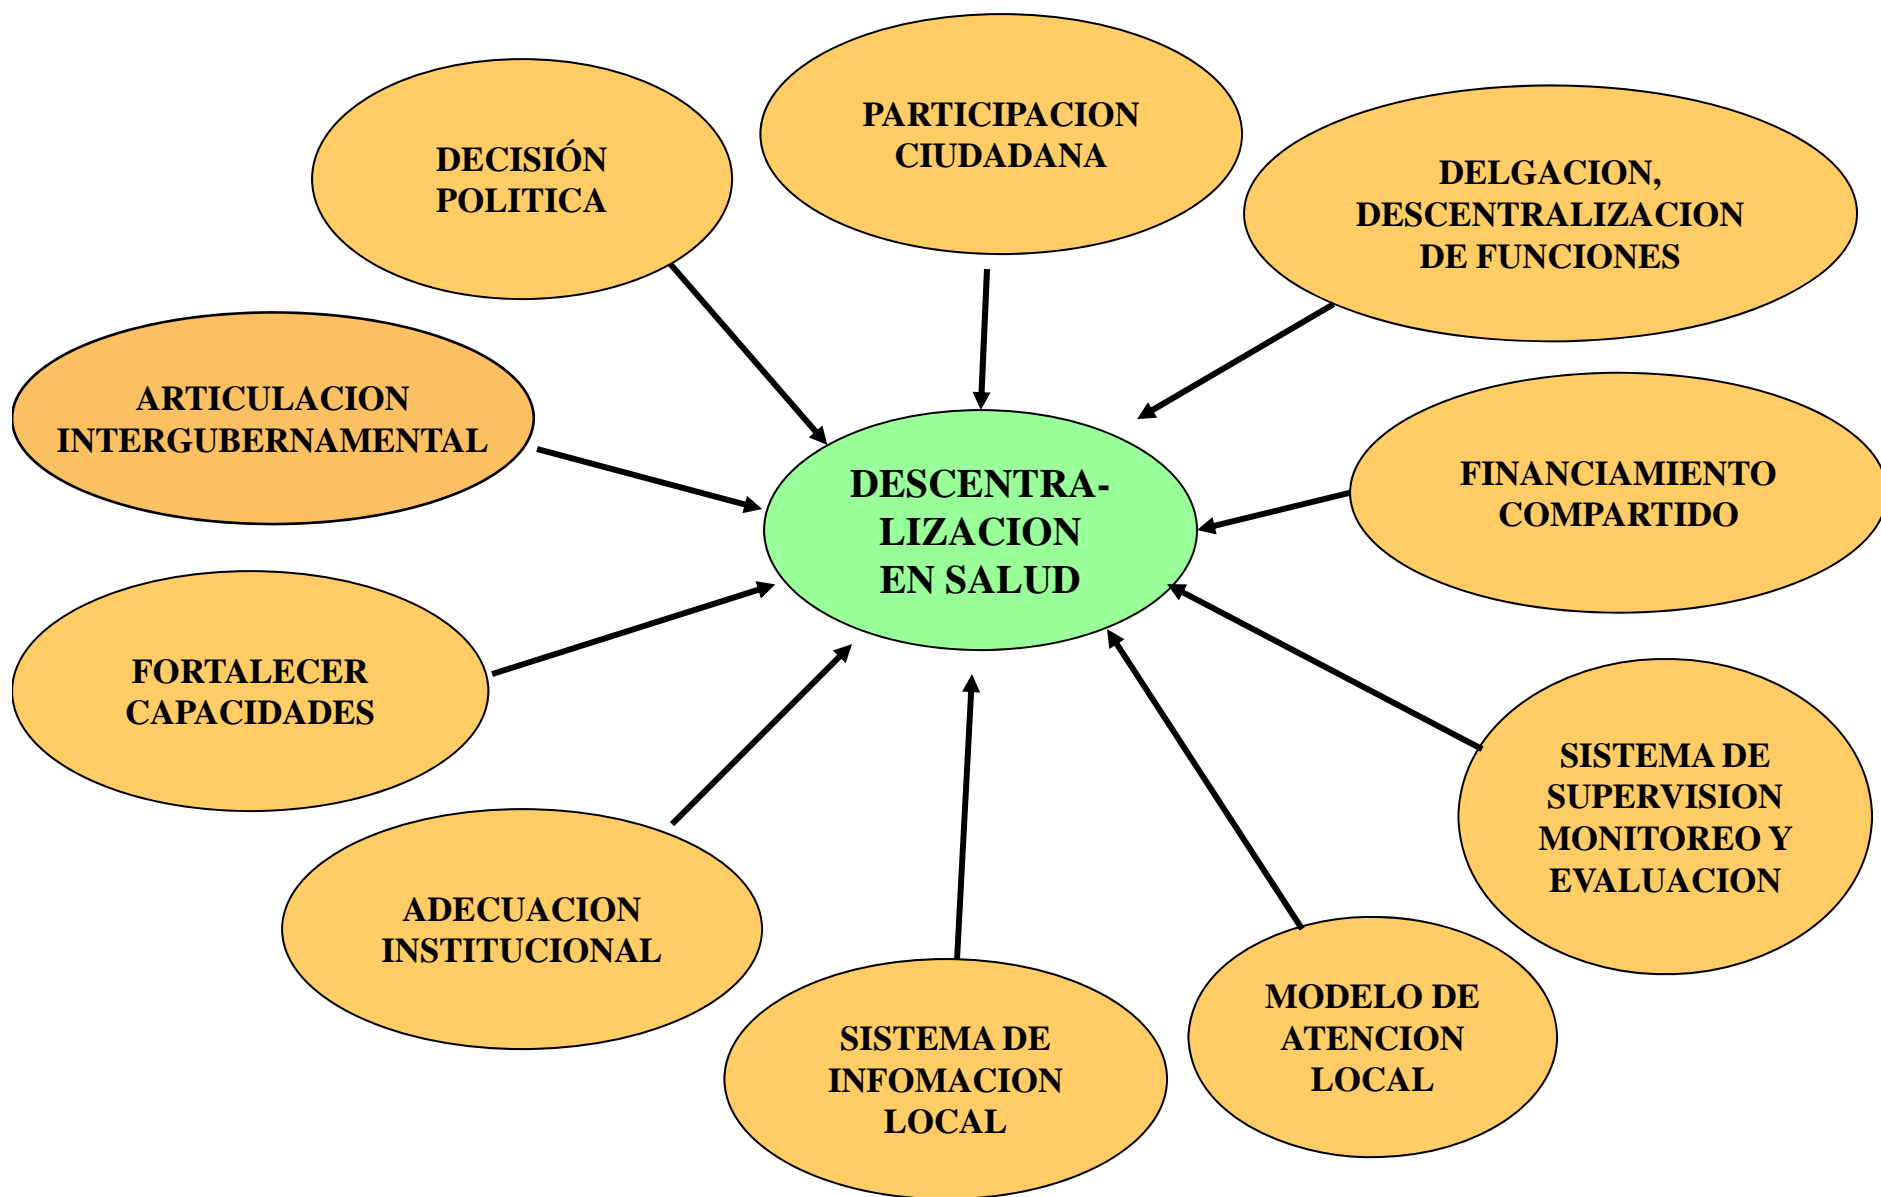 PARTICIPACION
CIUDADANA
DECISIÓN
POLITICA
DELGACION,
DESCENTRALIZACION
DE FUNCIONES
ARTICULACION
INTERGUBERNAMENTAL
FINANCIAMIENTO
COMPARTIDO
DESCENTRA-
LIZACION
EN SALUD
FORTALECER
CAPACIDADES
SISTEMA DE
SUPERVISION
MONITOREO Y
EVALUACION
ADECUACION
INSTITUCIONAL
MODELO DE
ATENCION
LOCAL
SISTEMA DE
INFOMACION
LOCAL